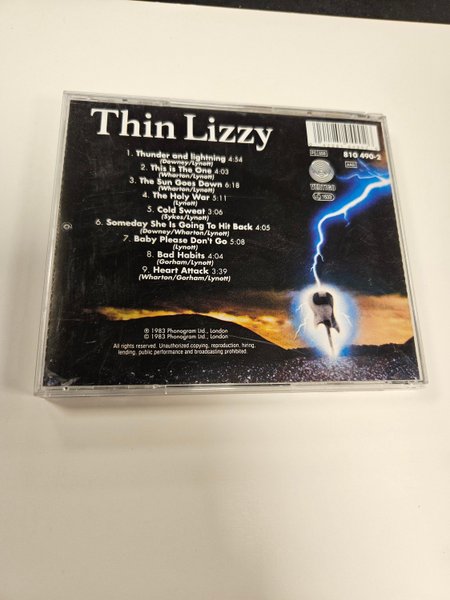 Thin Lizzy
1. Thunder and lightning 4:54
(Downey/Lynott)
2. This Is The One 4:03
(Wharton/Lynott)
3. The Sun Goes Down 6:18
(Wharton/Lynott)
4. The Holy War 5:11
(Lynott)
5. Cold Sweat 3:06
(Sykes/Lynott)
6. Someday She Is Going To Hit Back 4:05
(Downey/Wharton/Lynott)
7. Baby Please Don't Go 5:08
(Lynott)
8. Bad Habits 4:04
(Gorham/Lynott)
9. Heart Attack 3:39
(Wharton/Gorham/Lynott)
℗ 1983 Phonogram Ltd., London
© 1983 Phonogram Ltd., London
All rights reserved. Unauthorized copying, reproduction, hiring,
lending, public performance and broadcasting prohibited.
810 490-2